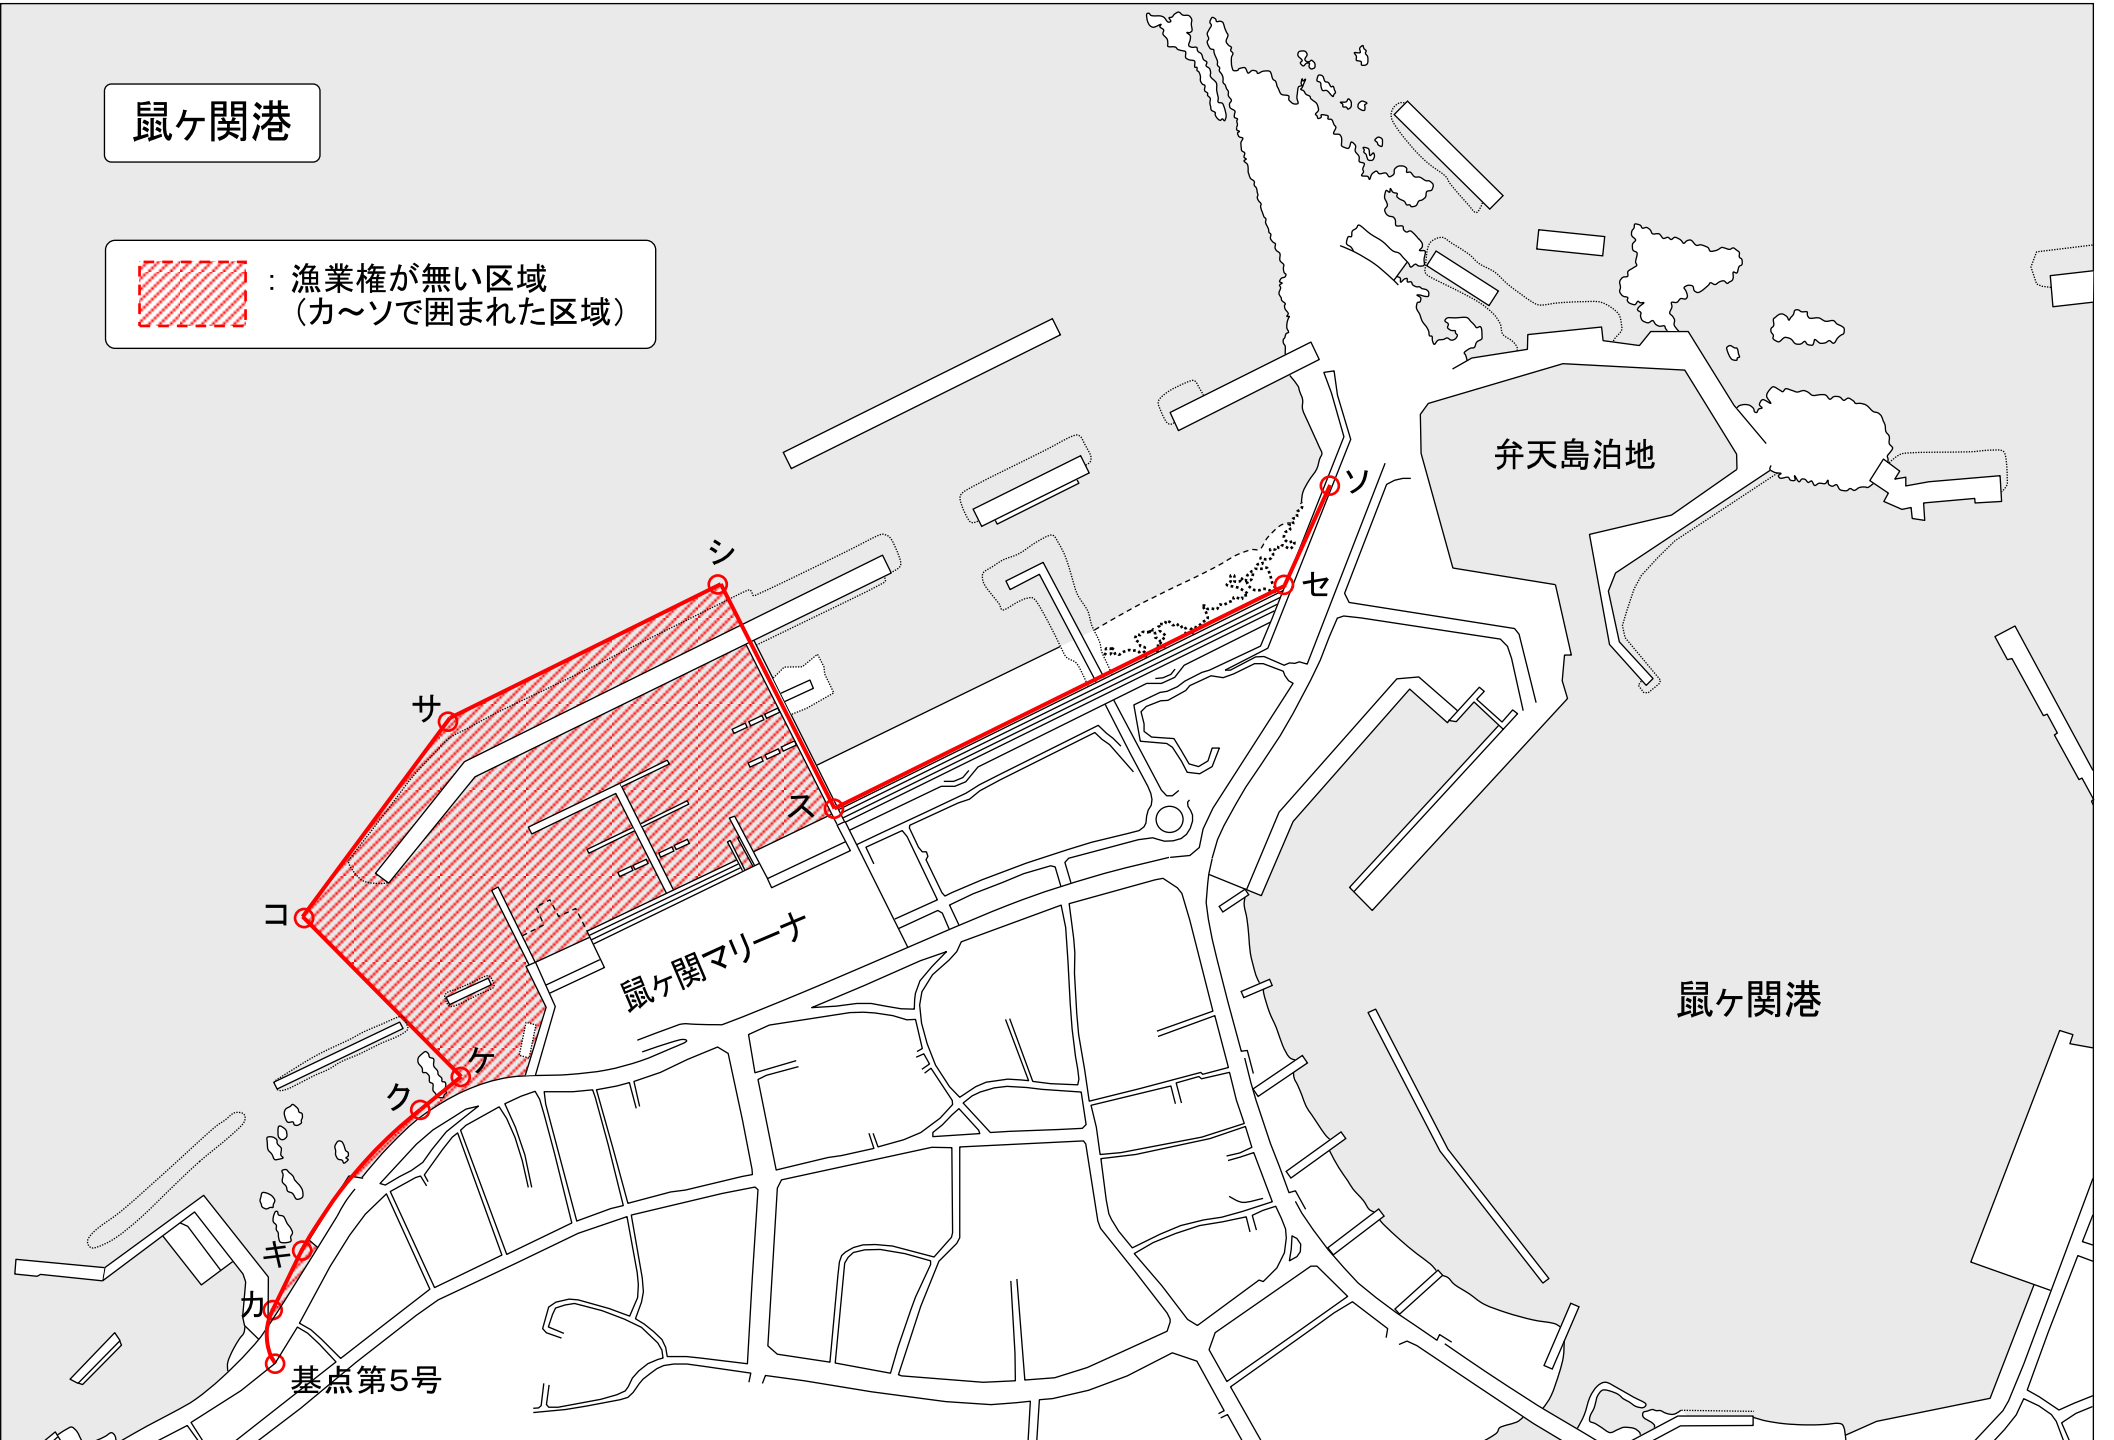 鼠ヶ関港
：漁業権が無い区域
（カ～ソで囲まれた区域）
弁天島泊地
ソ
シ
セ
サ
ス
コ
鼠ヶ関マリーナ
鼠ヶ関港
ケ
ク
キ
カ
基点第５号